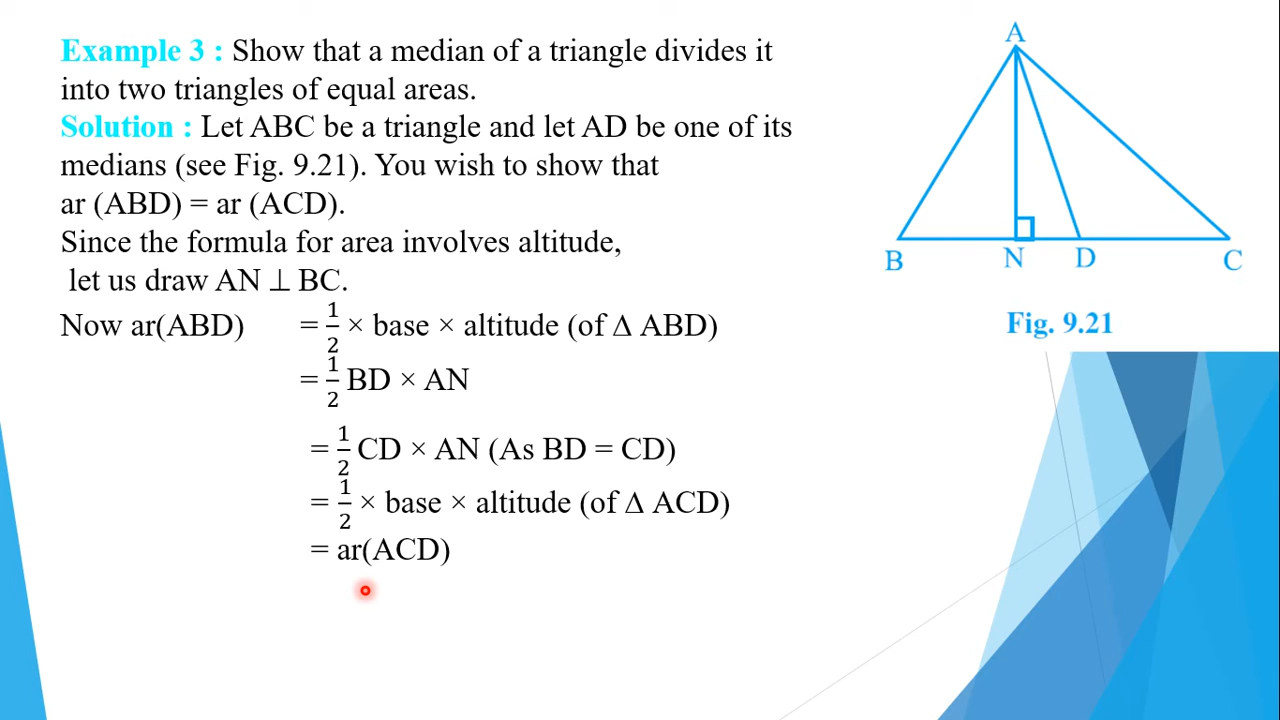 Example 3 : Show that a median of a triangle divides it
into two triangles of equal areas.
Solution : Let ABC be a triangle and let AD be one of its
medians (see Fig. 9.21). You wish to show that
ar (ABD) = ar (ACD).
Since the formula for area involves altitude,
let us draw AN ⊥ BC.
Now ar(ABD) = 1/2 × base × altitude (of ∆ ABD)
= 1/2 BD × AN
= 1/2 CD × AN (As BD = CD)
= 1/2 × base × altitude (of ∆ ACD)
= ar(ACD)
A
B N D C
Fig. 9.21